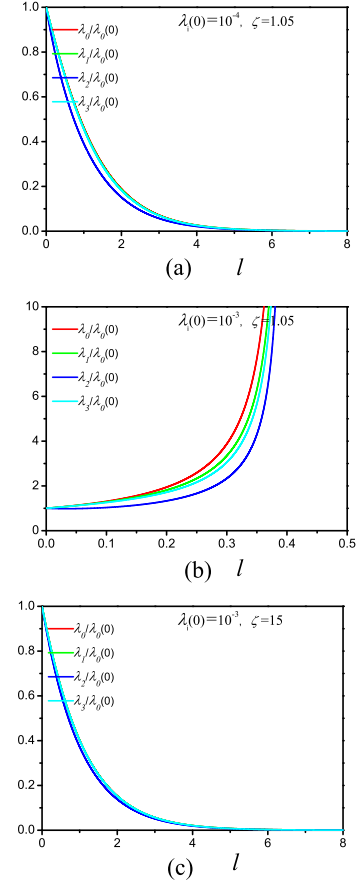 λᵢ(0)=10⁻⁴, ζ=1.05
1.0
λ₀/λ₀(0)
λ₁/λ₀(0)
0.8
λ₂/λ₀(0)
λ₃/λ₀(0)
0.6
0.4
0.2
0.0
0 2 4 6 8
(a) l
λᵢ(0)=10⁻³, ζ=1.05
10
λ₀/λ₀(0)
λ₁/λ₀(0)
8
λ₂/λ₀(0)
λ₃/λ₀(0)
6
4
2
0
0.0 0.1 0.2 0.3 0.4 0.5
(b) l
λᵢ(0)=10⁻³, ζ=15
1.0
λ₀/λ₀(0)
λ₁/λ₀(0)
0.8
λ₂/λ₀(0)
λ₃/λ₀(0)
0.6
0.4
0.2
0.0
0 2 4 6 8
(c) l